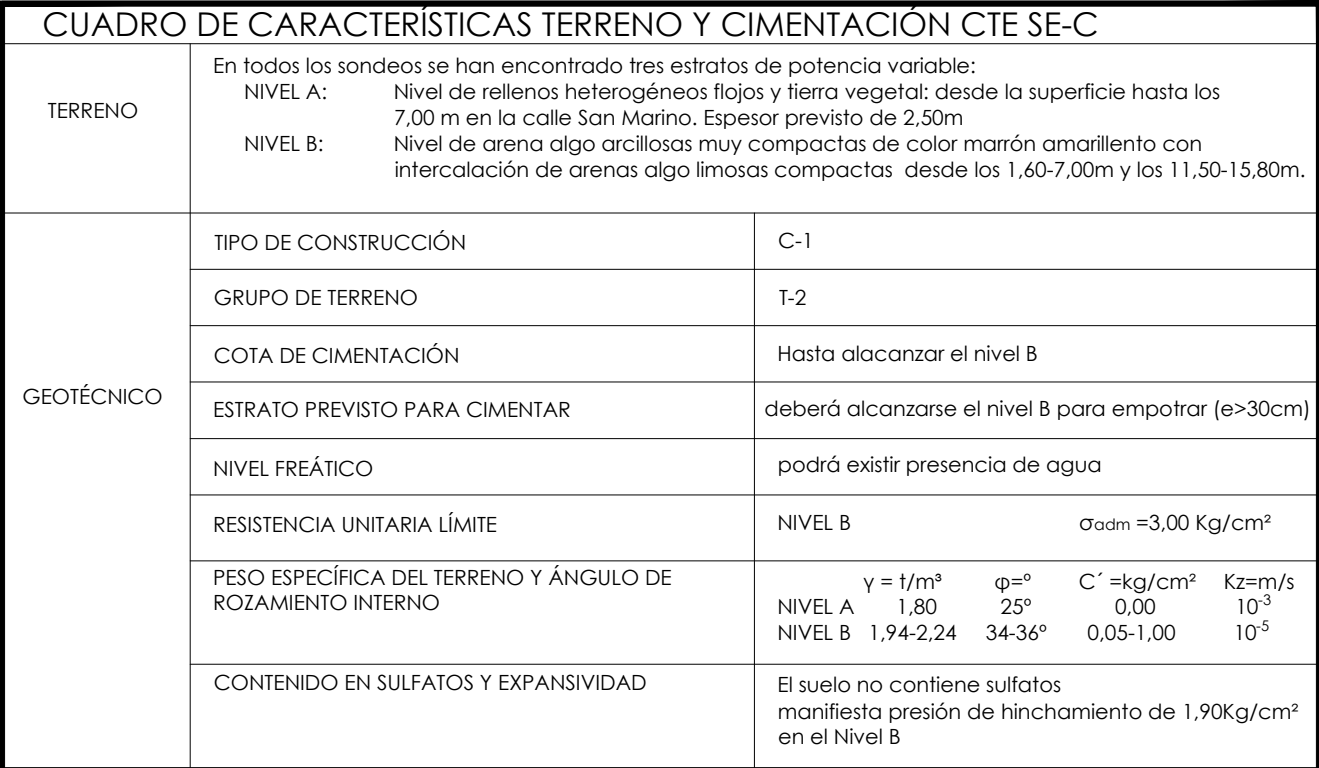 CUADRO DE CARACTERÍSTICAS TERRENO Y CIMENTACIÓN CTE SE-C
TERRENO
En todos los sondeos se han encontrado tres estratos de potencia variable:
NIVEL A: Nivel de rellenos heterogéneos flojos y tierra vegetal: desde la superficie hasta los
7,00 m en la calle San Marino. Espesor previsto de 2,50m
NIVEL B: Nivel de arena algo arcillosas muy compactas de color marrón amarillento con
intercalación de arenas algo limosas compactas desde los 1,60-7,00m y los 11,50-15,80m.
GEOTÉCNICO
TIPO DE CONSTRUCCIÓN C-1
GRUPO DE TERRENO T-2
COTA DE CIMENTACIÓN Hasta alacanzar el nivel B
ESTRATO PREVISTO PARA CIMENTAR deberá alcanzarse el nivel B para empotrar (e>30cm)
NIVEL FREÁTICO podrá existir presencia de agua
RESISTENCIA UNITARIA LÍMITE NIVEL B σadm =3,00 Kg/cm²
PESO ESPECÍFICA DEL TERRENO Y ÁNGULO DE
ROZAMIENTO INTERNO
γ = t/m³ φ=º C´ =kg/cm² Kz=m/s
NIVEL A 1,80 25º 0,00 10⁻³
NIVEL B 1,94-2,24 34-36º 0,05-1,00 10⁻⁵
CONTENIDO EN SULFATOS Y EXPANSIVIDAD
El suelo no contiene sulfatos
manifiesta presión de hinchamiento de 1,90Kg/cm²
en el Nivel B